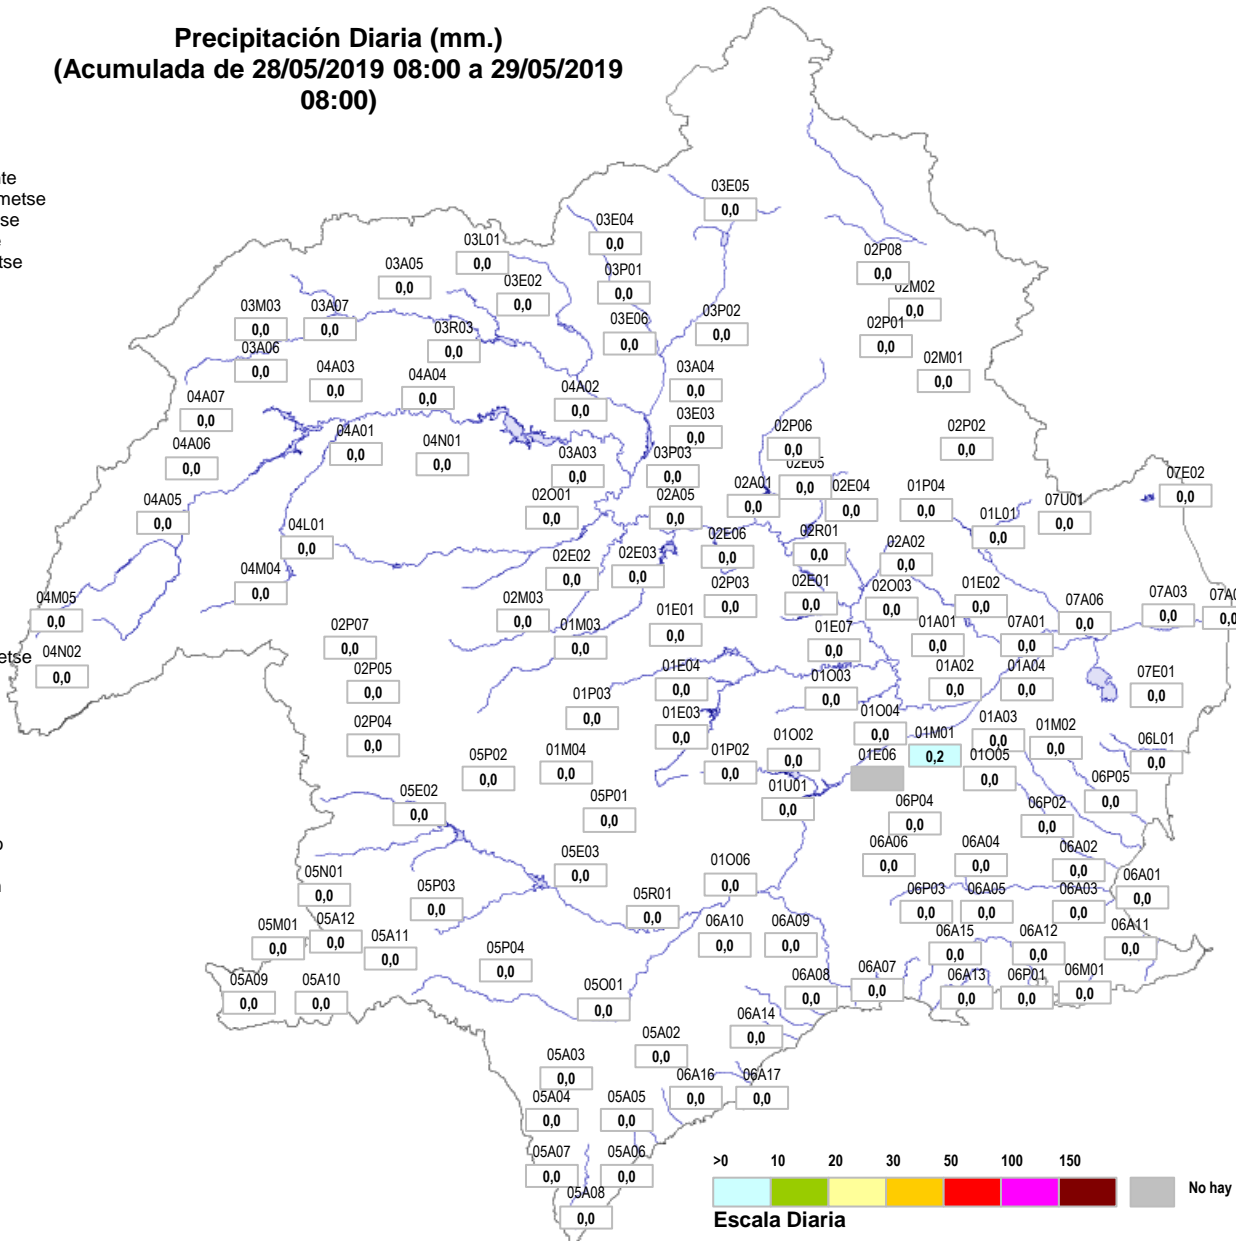 Precipitación Diaria (mm.)
(Acumulada de 28/05/2019 08:00 a 29/05/2019
08:00)
03E05
0,0
03E04
0,0
03L01
0,0
02P08
0,0
03A05
0,0
03E02
0,0
03P01
0,0
02M02
0,0
03M03
0,0
03A07
0,0
03R03
0,0
03E06
0,0
03P02
0,0
02P01
0,0
03A06
0,0
04A03
0,0
04A04
0,0
04A02
0,0
03A04
0,0
02M01
0,0
04A07
0,0
03E03
0,0
04A06
0,0
04A01
0,0
04N01
0,0
03A03
0,0
03P03
0,0
02P06
0,0
02P02
0,0
02E05
0,0
07E02
0,0
04A05
0,0
02O01
0,0
02A05
0,0
02A01
0,0
02E04
0,0
01P04
0,0
01L01
0,0
07U01
0,0
04L01
0,0
02E02
0,0
02E03
0,0
02E06
0,0
02R01
0,0
02A02
0,0
04M04
0,0
04M05
0,0
02M03
0,0
01E01
0,0
02P03
0,0
02E01
0,0
02O03
0,0
01E02
0,0
07A06
0,0
07A03
0,0
02P07
0,0
01M03
0,0
01E07
0,0
01A01
0,0
07A01
0,0
04N02
0,0
02P05
0,0
01E04
0,0
01O03
0,0
01A02
0,0
01A04
0,0
07E01
0,0
01P03
0,0
02P04
0,0
01E03
0,0
01O04
0,0
01M01
0,2
01A03
0,0
01M02
0,0
06L01
0,0
05P02
0,0
01M04
0,0
01P02
0,0
01O02
0,0
01E06
01O05
0,0
05E02
0,0
05P01
0,0
01U01
0,0
06P04
0,0
06P02
0,0
06P05
0,0
05E03
0,0
01O06
0,0
06A06
0,0
06A04
0,0
06A02
0,0
05N01
0,0
05P03
0,0
05R01
0,0
06P03
0,0
06A05
0,0
06A03
0,0
06A01
0,0
05M01
0,0
05A12
0,0
05A11
0,0
06A10
0,0
06A09
0,0
06A15
0,0
06A12
0,0
06A11
0,0
05A09
0,0
05A10
0,0
05P04
0,0
05O01
0,0
06A08
0,0
06A07
0,0
06A13
0,0
06P01
0,0
06M01
0,0
05A02
0,0
06A14
0,0
05A03
0,0
06A16
0,0
06A17
0,0
05A04
0,0
05A05
0,0
05A07
0,0
05A06
0,0
05A08
0,0
>0 10 20 30 50 100 150
No hay
Escala Diaria